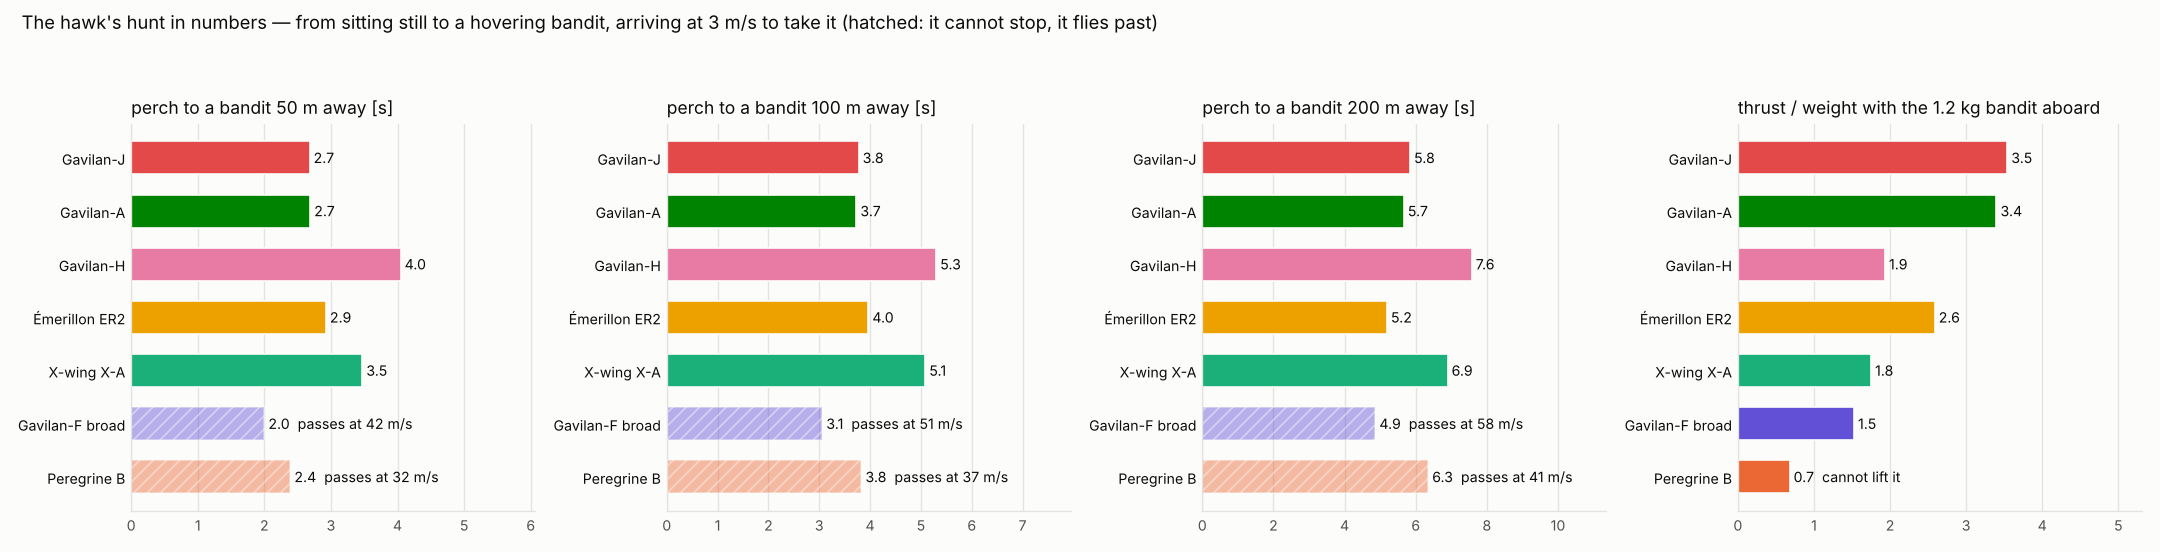 The hawk's hunt in numbers — from sitting still to a hovering bandit, arriving at 3 m/s to take it (hatched: it cannot stop, it flies past)
perch to a bandit 50 m away [s]
Gavilan-J 2.7
Gavilan-A 2.7
Gavilan-H 4.0
Émerillon ER2 2.9
X-wing X-A 3.5
Gavilan-F broad 2.0 passes at 42 m/s
Peregrine B 2.4 passes at 32 m/s
0 1 2 3 4 5 6
perch to a bandit 100 m away [s]
Gavilan-J 3.8
Gavilan-A 3.7
Gavilan-H 5.3
Émerillon ER2 4.0
X-wing X-A 5.1
Gavilan-F broad 3.1 passes at 51 m/s
Peregrine B 3.8 passes at 37 m/s
0 1 2 3 4 5 6 7
perch to a bandit 200 m away [s]
Gavilan-J 5.8
Gavilan-A 5.7
Gavilan-H 7.6
Émerillon ER2 5.2
X-wing X-A 6.9
Gavilan-F broad 4.9 passes at 58 m/s
Peregrine B 6.3 passes at 41 m/s
0 2 4 6 8 10
thrust / weight with the 1.2 kg bandit aboard
Gavilan-J 3.5
Gavilan-A 3.4
Gavilan-H 1.9
Émerillon ER2 2.6
X-wing X-A 1.8
Gavilan-F broad 1.5
Peregrine B 0.7 cannot lift it
0 1 2 3 4 5